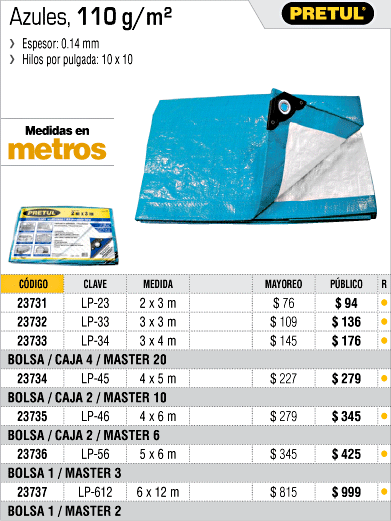 Azules, 110 g/m²
PRETUL®
❯ Espesor: 0.14 mm
❯ Hilos por pulgada: 10 x 10
Medidas en
metros
PRETUL
2 m x 3 m
CÓDIGO CLAVE MEDIDA MAYOREO PÚBLICO R
23731 LP-23 2 x 3 m $ 76 $ 94 ●
23732 LP-33 3 x 3 m $ 109 $ 136 ●
23733 LP-34 3 x 4 m $ 145 $ 176 ●
BOLSA / CAJA 4 / MASTER 20
23734 LP-45 4 x 5 m $ 227 $ 279 ●
BOLSA / CAJA 2 / MASTER 10
23735 LP-46 4 x 6 m $ 279 $ 345 ●
BOLSA / CAJA 2 / MASTER 6
23736 LP-56 5 x 6 m $ 345 $ 425 ●
BOLSA 1 / MASTER 3
23737 LP-612 6 x 12 m $ 815 $ 999 ●
BOLSA 1 / MASTER 2